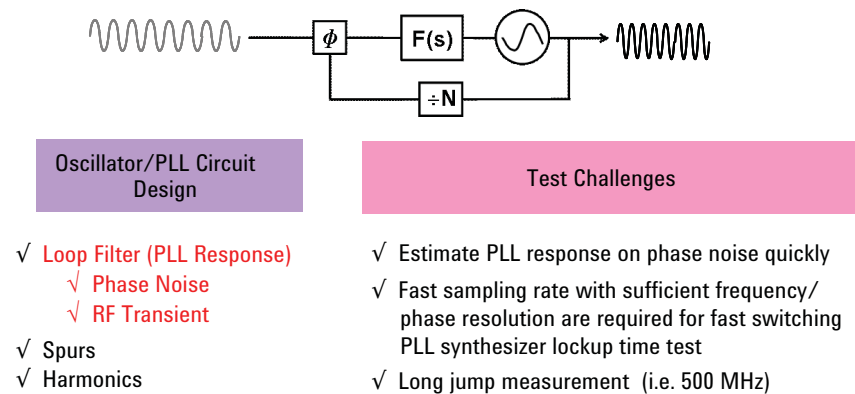 ϕ
F(s)
÷N
Oscillator/PLL Circuit
Design
Test Challenges
√ Loop Filter (PLL Response)
√ Phase Noise
√ RF Transient
√ Spurs
√ Harmonics
√ Estimate PLL response on phase noise quickly
√ Fast sampling rate with sufficient frequency/
phase resolution are required for fast switching
PLL synthesizer lockup time test
√ Long jump measurement (i.e. 500 MHz)